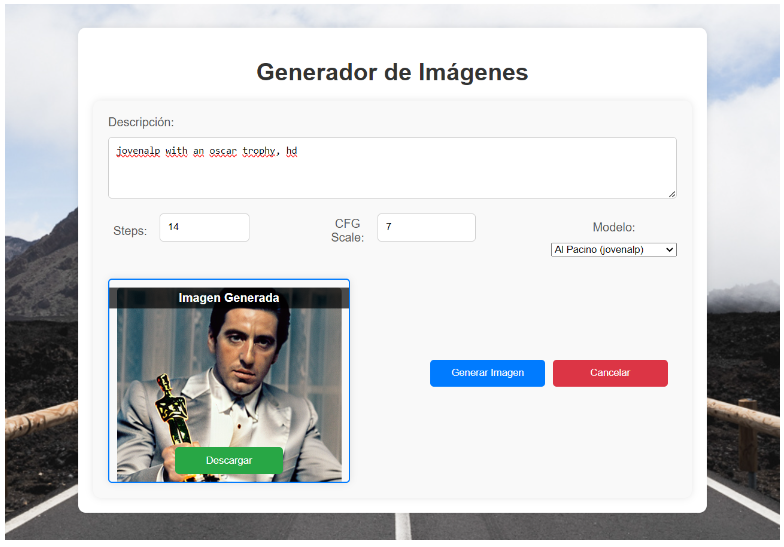 Generador de Imágenes
Descripción:
jovenalp with an oscar trophy, hd
Steps:
14
CFG
Scale:
7
Modelo:
Al Pacino (jovenalp)
Imagen Generada
Generar Imagen
Cancelar
Descargar